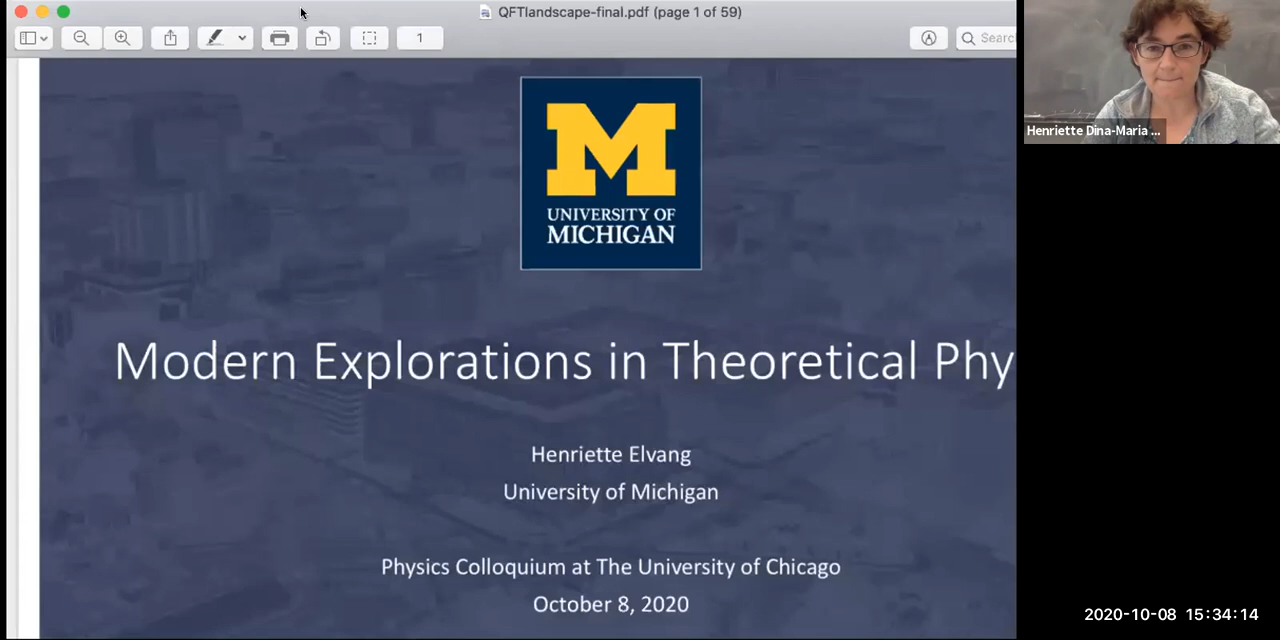 QFTlandscape-final.pdf (page 1 of 59)
1
Search
M
UNIVERSITY OF
MICHIGAN
Modern Explorations in Theoretical Phy
Henriette Elvang
University of Michigan
Physics Colloquium at The University of Chicago
October 8, 2020
Henriette Dina-Maria ...
2020-10-08 15:34:14